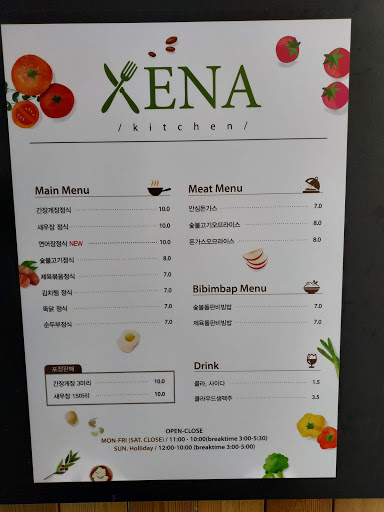 XENA
/ kitchen /
Main Menu
간장게장정식 10.0
새우장 정식 10.0
연어장정식 NEW 10.0
숯불고기정식 8.0
제육볶음정식 7.0
김치찜 정식 7.0
뚝닭 정식 7.0
순두부정식 7.0
포장판매
간장게장 3마리 10.0
새우장 15마리 10.0
Meat Menu
안심돈가스 7.0
숯불고기오므라이스 8.0
돈가스오므라이스 8.0
Bibimbap Menu
숯불돌판비빔밥 7.0
제육돌판비빔밥 7.0
Drink
콜라, 사이다 1.5
클라우드생맥주 3.5
OPEN-CLOSE
MON-FRI (SAT. CLOSE) / 11:00 - 10:00(breaktime 3:00-5:30)
SUN, Holliday / 12:00-10:00 (breaktime 3:00-5:00)